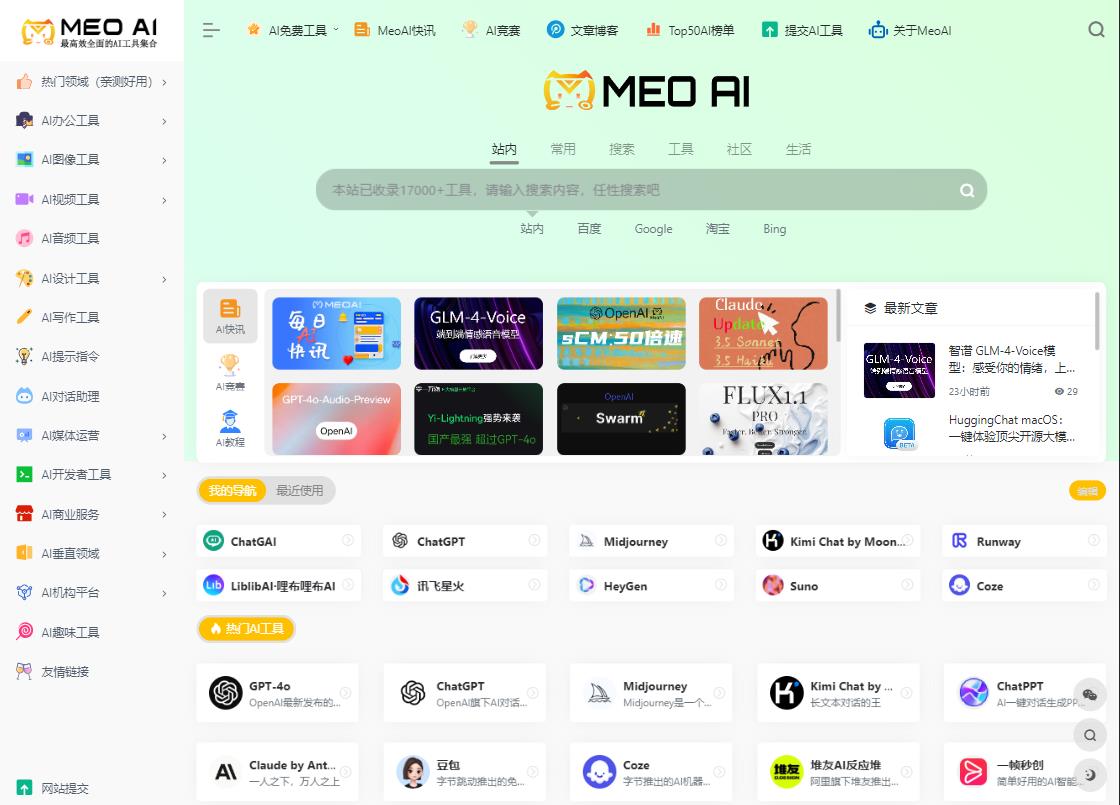 MEO AI
最高效全面的AI工具集合
AI免费工具
MeoAI快讯
AI竞赛
文章博客
Top50AI榜单
提交AI工具
关于MeoAI
热门领域（亲测好用）
AI办公工具
AI图像工具
AI视频工具
AI音频工具
AI设计工具
AI写作工具
AI提示指令
AI对话助理
AI媒体运营
AI开发者工具
AI商业服务
AI垂直领域
AI机构平台
AI趣味工具
友情链接
网站提交
MEO AI
站内
常用
搜索
工具
社区
生活
本站已收录17000+工具，请输入搜索内容，任性搜索吧
站内
百度
Google
淘宝
Bing
AI快讯
AI竞赛
AI教程
MEOAI
每日
AI
快讯
GLM-4-Voice
端到端情感语音模型
OpenAI
sCM,50倍速
Claude
Update
3.5 Sonnet
3.5 Haiku
GPT-4o-Audio-Preview
OpenAI
Yi-Lightning强势来袭
国产最强 超过GPT-4o
OpenAI
Swarm
FLUX1.1
PRO
Faster. Better. Stronger.
最新文章
GLM-4-Voice
端到端情感语音模型
智谱 GLM-4-Voice模
型：感受你的情绪，上...
23小时前
29
BETA
HuggingChat macOS：
一键体验顶尖开源大模...
我的导航
最近使用
编辑
ChatGAI
ChatGPT
Midjourney
Kimi Chat by Moon...
Runway
Lib
LiblibAI·哩布哩布AI
讯飞星火
HeyGen
Suno
Coze
热门AI工具
GPT-4o
OpenAI最新发布的...
ChatGPT
OpenAI旗下AI对话...
Midjourney
Midjourney是一个...
Kimi Chat by ...
长文本对话的王
ChatPPT
AI一键对话生成PP...
Claude by Ant...
一人之下，万人之上
豆包
字节跳动推出的免...
Coze
字节推出的AI机器...
堆友
D.DESIGN
堆友AI反应堆
阿里旗下堆友推出...
一帧秒创
简单好用的AI智能...